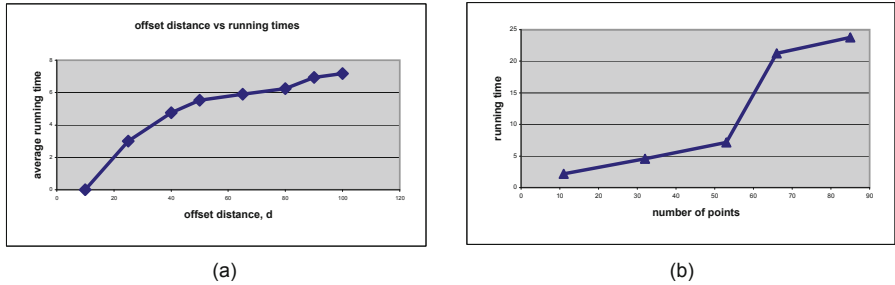 offset distance vs running times
8
6
4
2
0
0 20 40 60 80 100 120
average running time
offset distance, d
(a)
25
20
15
10
5
0
0 10 20 30 40 50 60 70 80 90
running time
number of points
(b)